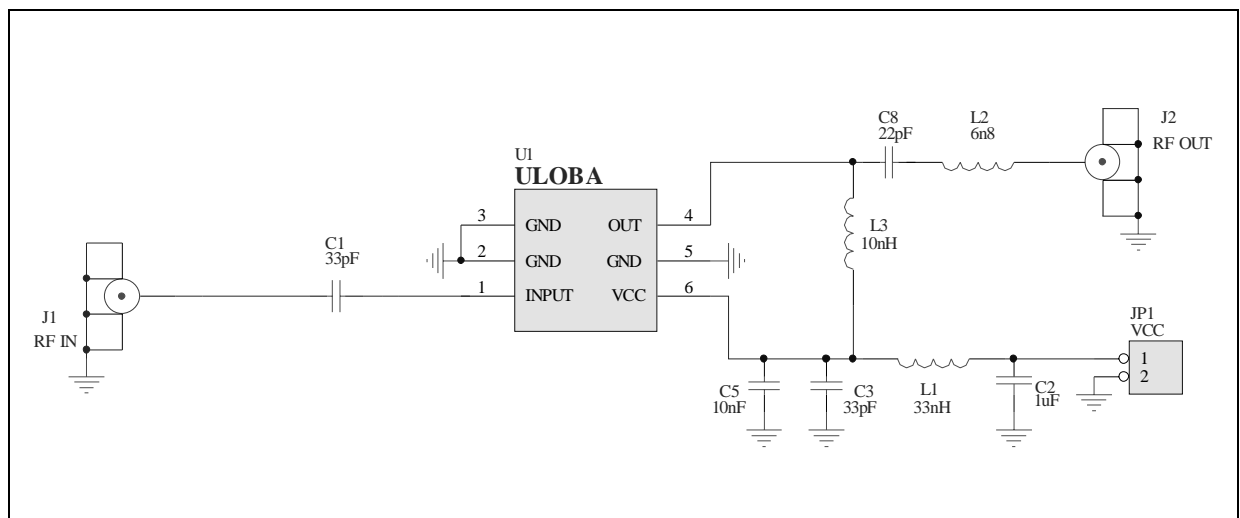 C8
22pF
L2
6n8
J2
RF OUT
U1
ULOBA
3
GND
OUT
4
L3
10nH
C1
33pF
2
GND
GND
5
1
INPUT
VCC
6
J1
RF IN
JP1
VCC
1
2
C5
10nF
C3
33pF
L1
33nH
C2
1uF